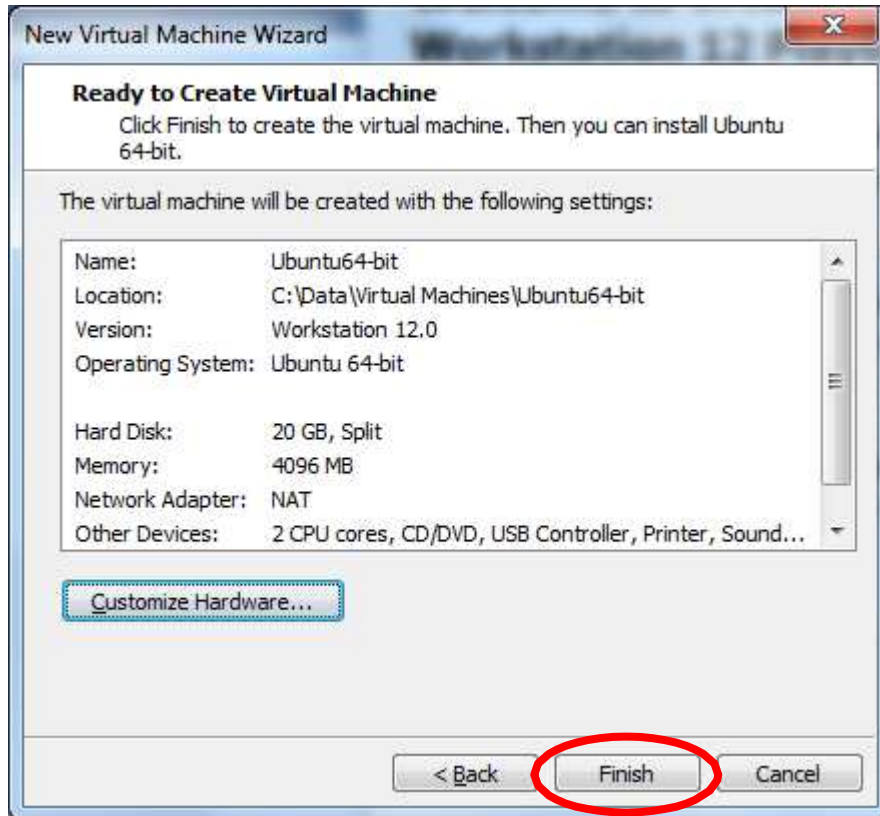 New Virtual Machine Wizard
Workstation 12
Ready to Create Virtual Machine
Click Finish to create the virtual machine. Then you can install Ubuntu
64-bit.
The virtual machine will be created with the following settings:
Name: Ubuntu64-bit
Location: C:\Data\Virtual Machines\Ubuntu64-bit
Version: Workstation 12.0
Operating System: Ubuntu 64-bit
Hard Disk: 20 GB, Split
Memory: 4096 MB
Network Adapter: NAT
Other Devices: 2 CPU cores, CD/DVD, USB Controller, Printer, Sound...
Customize Hardware...
< Back Finish Cancel